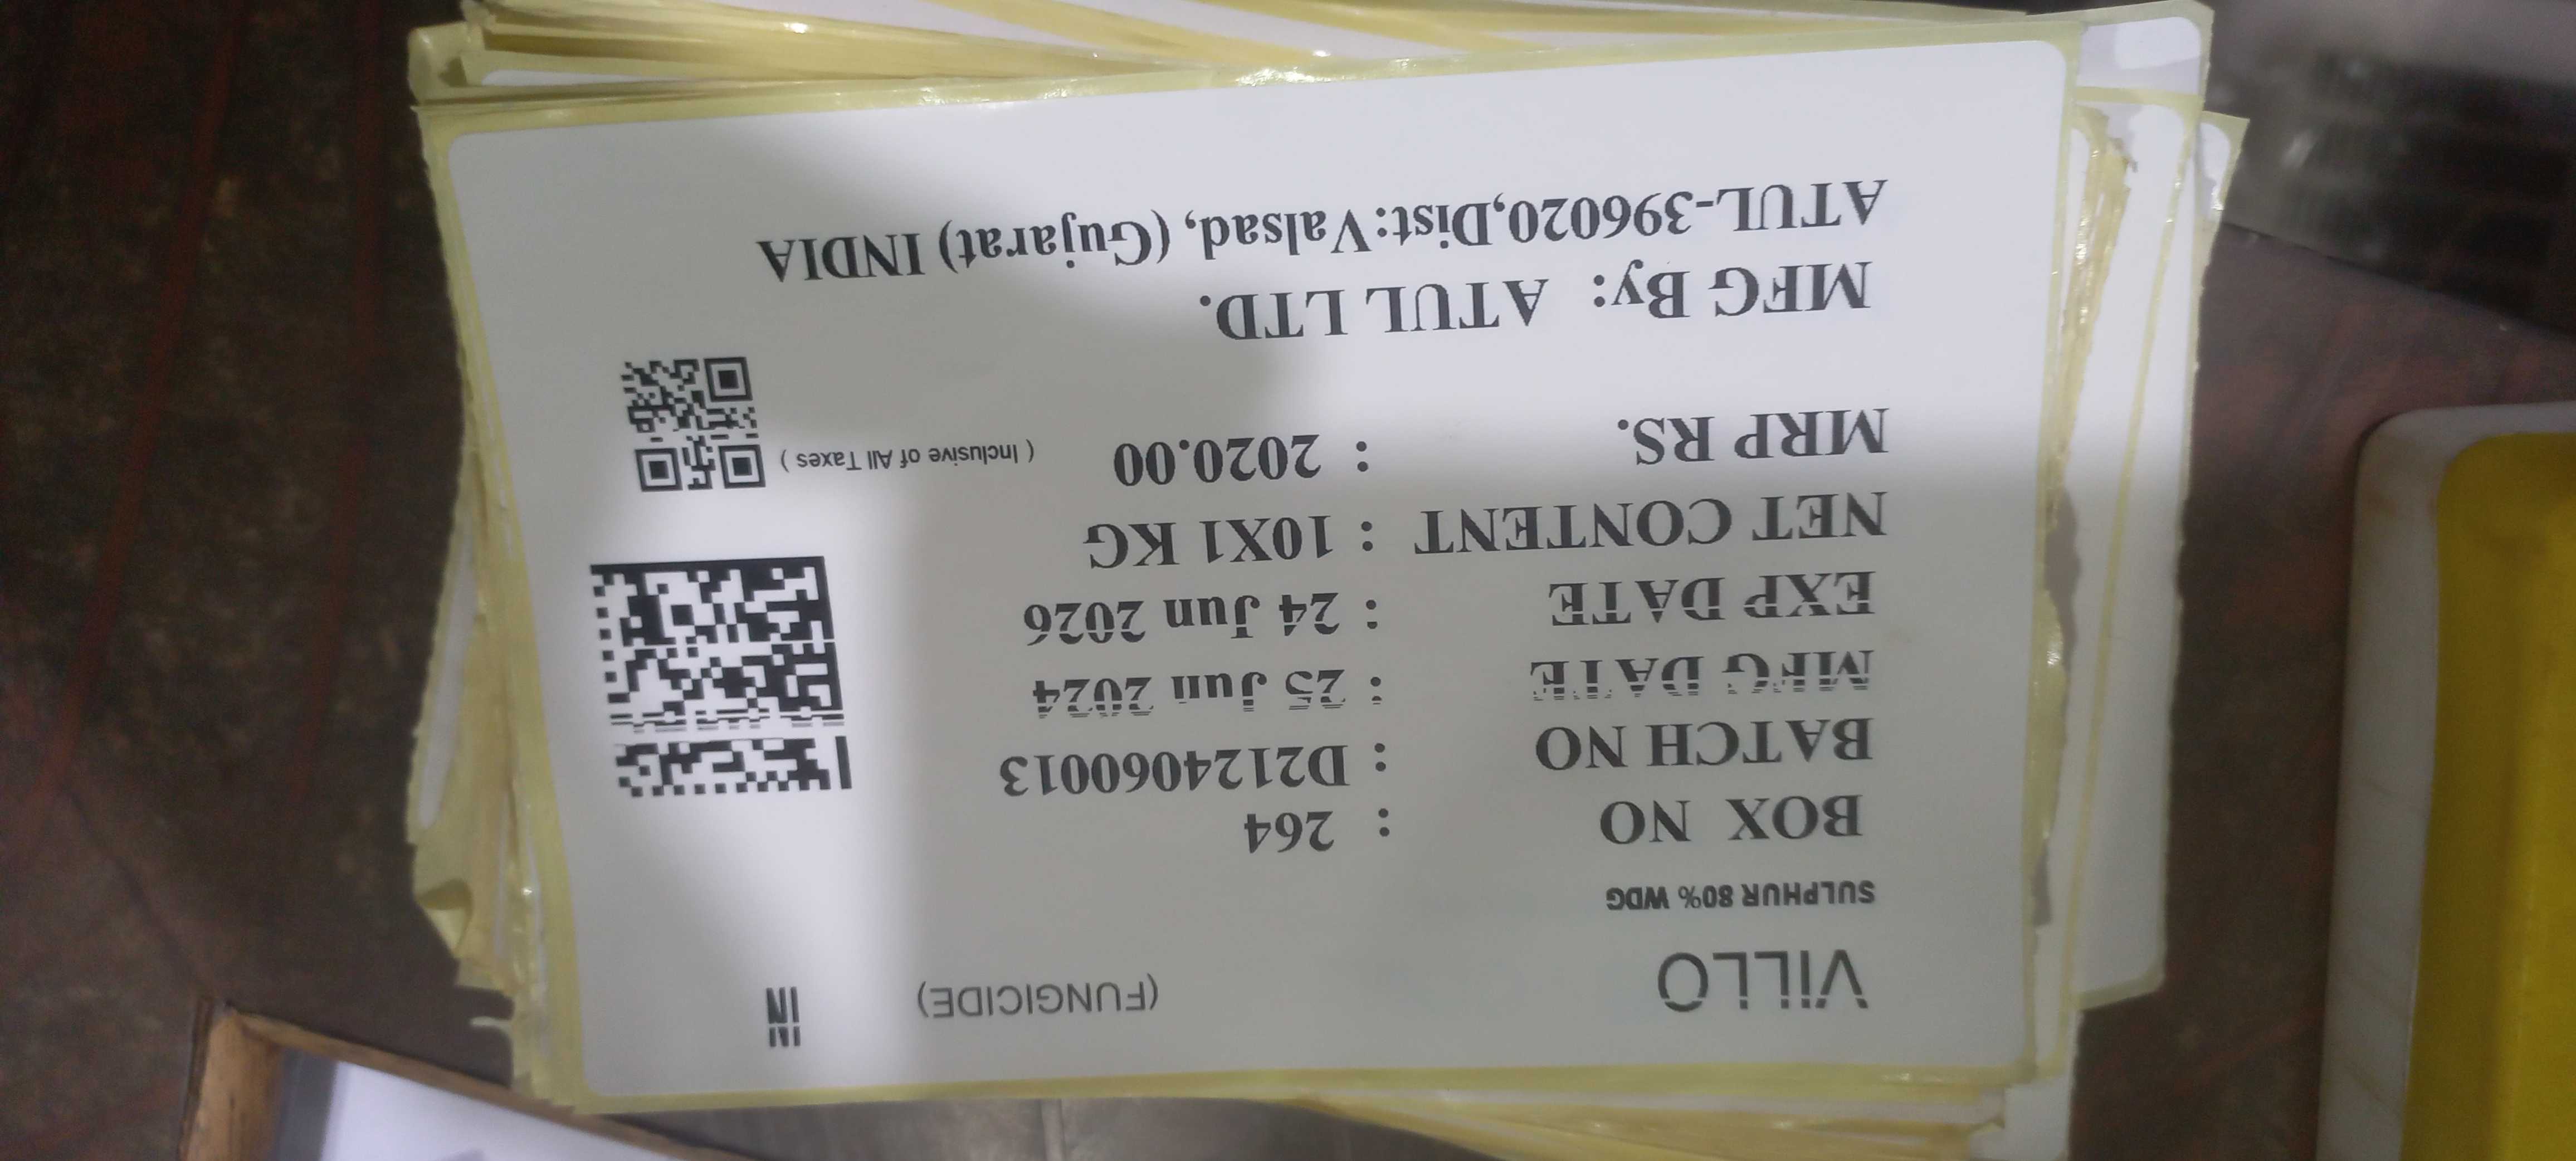 VILLO (FUNGICIDE) IN
SULPHUR 80% WDG
BOX NO : 264
BATCH NO : D2124060013
MFG DATE : 25 Jun 2024
EXP DATE : 24 Jun 2026
NET CONTENT : 10X1 KG
MRP RS. : 2020.00 ( Inclusive of All Taxes )
MFG By: ATUL LTD.
ATUL-396020,Dist:Valsad, (Gujarat) INDIA